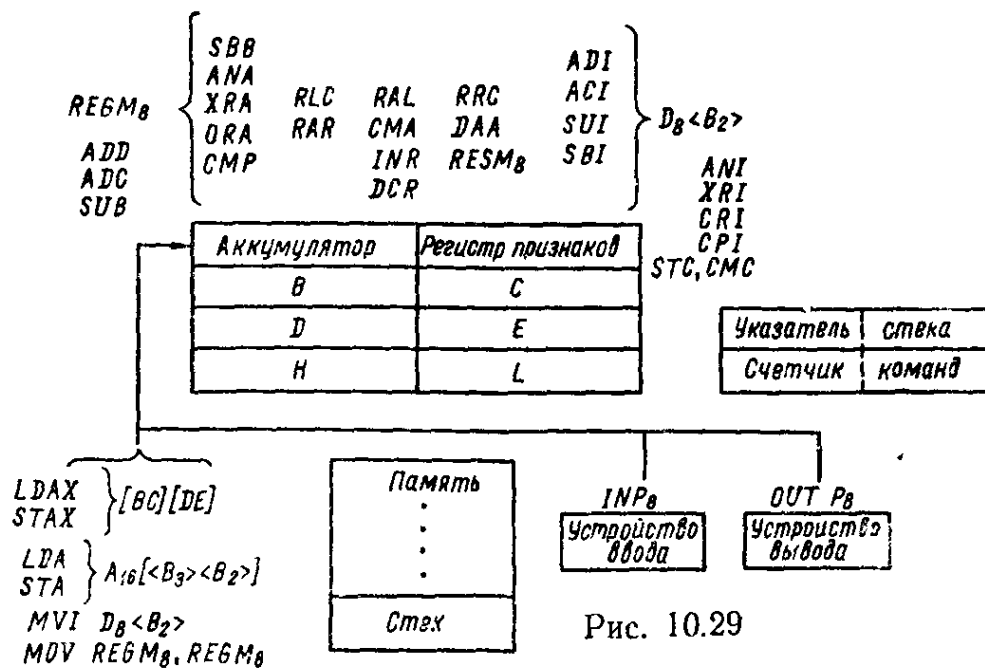 SBB
ANA
XRA
ORA
CMP
REGM₈
ADD
ADC
SUB
RLC RAL RRC
RAR CMA DAA
INR RESM₈
DCR
ADI
ACI
SUI
SBI
D₈<B₂>
ANI
XRI
CRI
CPI
STC, CMC
Аккумулятор Регистр признаков
B C
D E
H L
Указатель стека
Счетчик команд
LDAX
STAX
[BC][DE]
LDA
STA
A₁₆[<B₃><B₂>]
MVI D₈<B₂>
MOV REGM₈, REGM₈
Память
Стек
INP₈
Устройство
ввода
OUT P₈
Устройство
вывода
Рис. 10.29